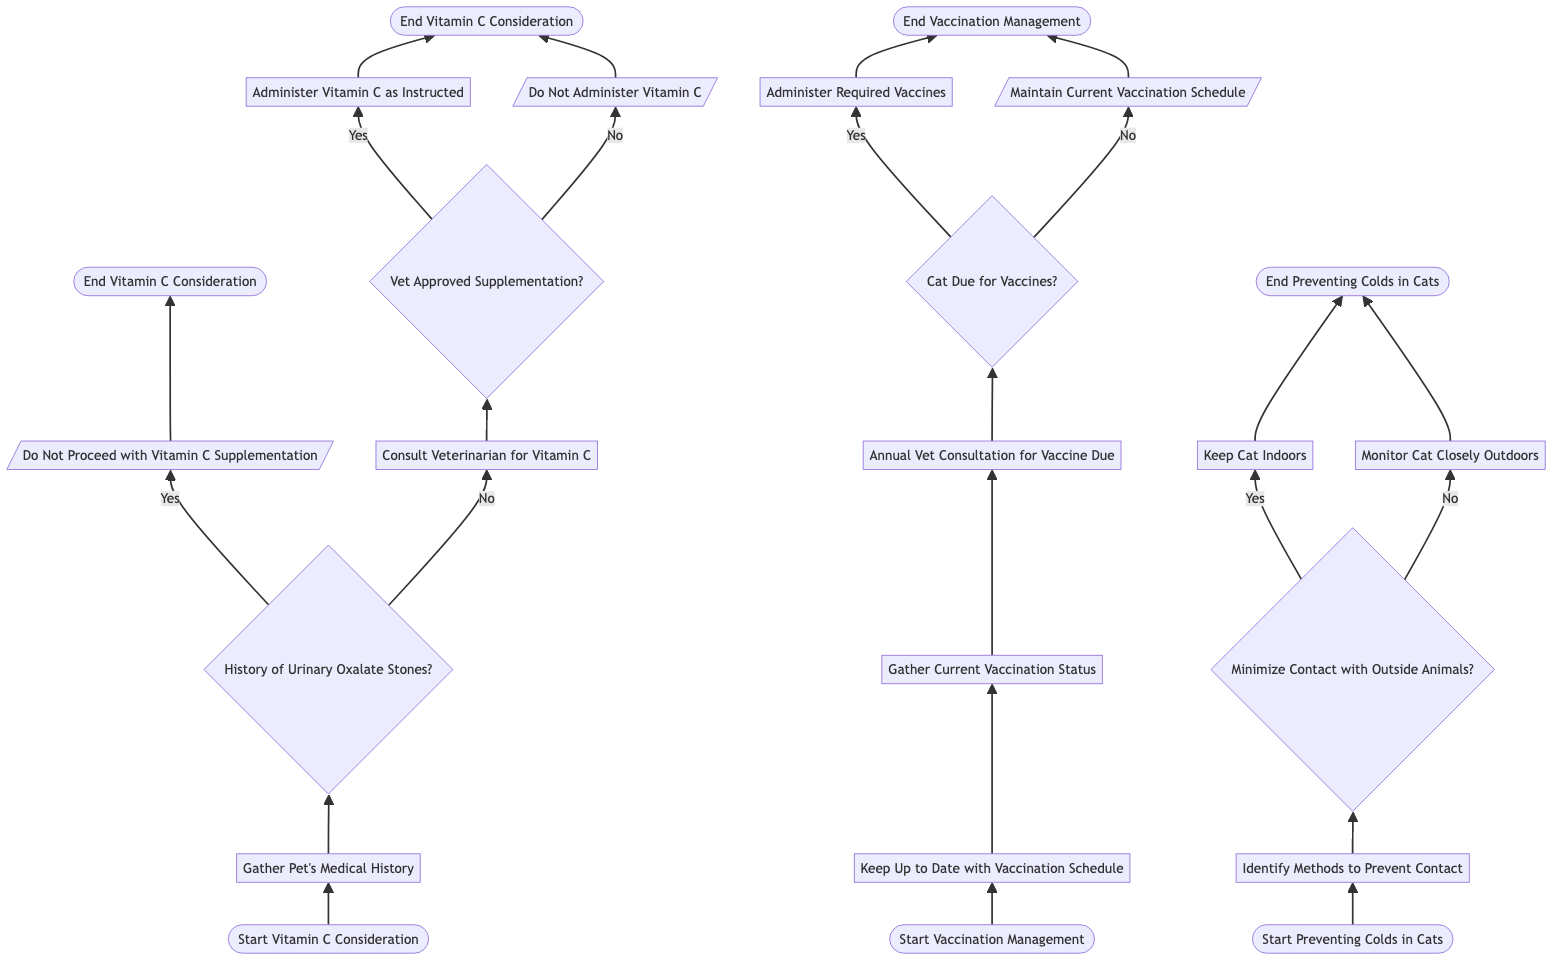 End Vitamin C Consideration
End Vaccination Management
Administer Vitamin C as Instructed
Do Not Administer Vitamin C
Administer Required Vaccines
Maintain Current Vaccination Schedule
Yes
No
Yes
No
End Vitamin C Consideration
Vet Approved Supplementation?
Cat Due for Vaccines?
End Preventing Colds in Cats
Do Not Proceed with Vitamin C Supplementation
Consult Veterinarian for Vitamin C
Annual Vet Consultation for Vaccine Due
Keep Cat Indoors
Monitor Cat Closely Outdoors
Yes
No
Yes
No
History of Urinary Oxalate Stones?
Gather Current Vaccination Status
Minimize Contact with Outside Animals?
Gather Pet's Medical History
Keep Up to Date with Vaccination Schedule
Identify Methods to Prevent Contact
Start Vitamin C Consideration
Start Vaccination Management
Start Preventing Colds in Cats